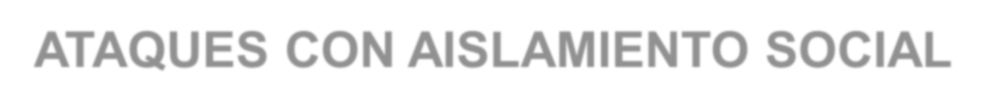 ATAQUES CON AISLAMIENTO SOCIAL